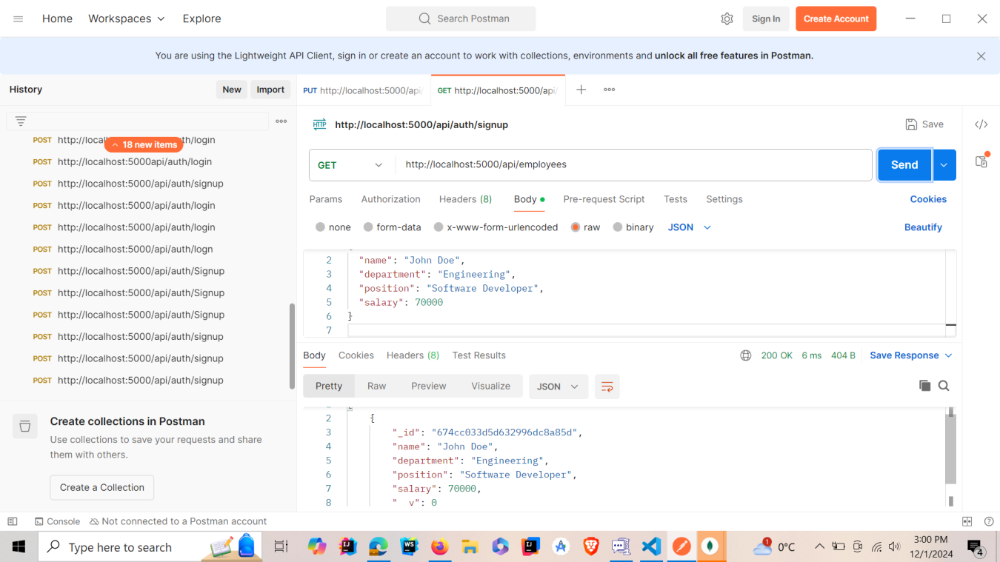 Home Workspaces Explore Search Postman Sign In Create Account
You are using the Lightweight API Client, sign in or create an account to work with collections, environments and unlock all free features in Postman.
History New Import
PUT http://localhost:5000/api/ GET http://localhost:5000/api/
18 new items
POST http://local th/login
POST http://localhost:5000api/auth/login
POST http://localhost:5000/api/auth/signup
POST http://localhost:5000/api/auth/login
POST http://localhost:5000/api/auth/login
POST http://localhost:5000/api/auth/logn
POST http://localhost:5000/api/auth/Signup
POST http://localhost:5000/api/auth/Signup
POST http://localhost:5000/api/auth/Signup
POST http://localhost:5000/api/auth/signup
POST http://localhost:5000/api/auth/signup
POST http://localhost:5000/api/auth/signup
Create collections in Postman
Use collections to save your requests and share
them with others.
Create a Collection
HTTP http://localhost:5000/api/auth/signup Save
GET http://localhost:5000/api/employees Send
Params Authorization Headers (8) Body Pre-request Script Tests Settings Cookies
none form-data x-www-form-urlencoded raw binary JSON Beautify
2 "name": "John Doe",
3 "department": "Engineering",
4 "position": "Software Developer",
5 "salary": 70000
6 }
7
Body Cookies Headers (8) Test Results 200 OK 6 ms 404 B Save Response
Pretty Raw Preview Visualize JSON
2 {
3 "_id": "674cc033d5d632996dc8a85d",
4 "name": "John Doe",
5 "department": "Engineering",
6 "position": "Software Developer",
7 "salary": 70000,
8 "__v": 0
Console Not connected to a Postman account
Type here to search
0°C
3:00 PM
12/1/2024
4